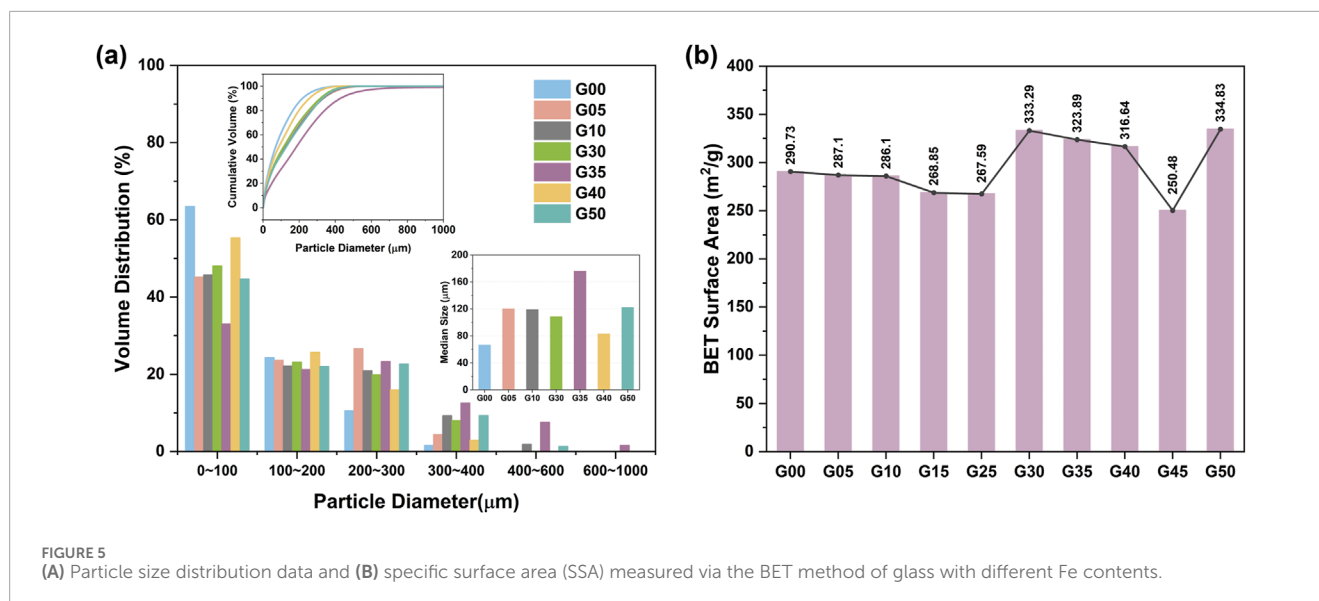 (a)
100
80
60
40
20
0
Volume Distribution (%)
0~100
100~200
200~300
300~400
400~600
600~1000
Particle Diameter(μm)
100
80
60
40
20
0
Cumulative Volume (%)
0
200
400
600
800
1000
Particle Diameter (μm)
G00
G05
G10
G30
G35
G40
G50
200
160
120
80
40
0
Median Size (μm)
G00
G05
G10
G30
G35
G40
G50
(b)
400
350
300
250
200
150
100
50
0
BET Surface Area (m²/g)
290.73
287.1
286.1
268.85
267.59
333.29
323.89
316.64
250.48
334.83
G00
G05
G10
G15
G25
G30
G35
G40
G45
G50
FIGURE 5
(A) Particle size distribution data and (B) specific surface area (SSA) measured via the BET method of glass with different Fe contents.